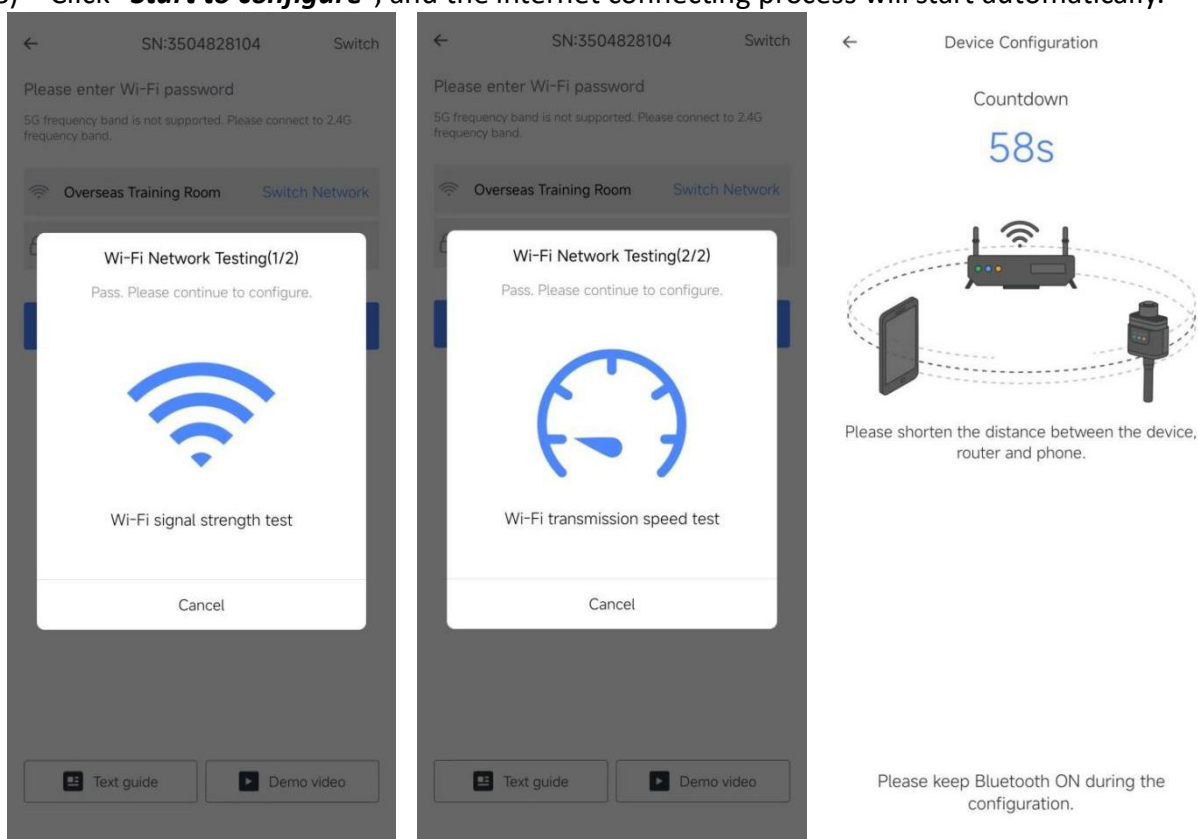 Click "Start to configure", and the internet connecting process will start automatically.
← SN:3504828104 Switch
Please enter Wi-Fi password
5G frequency band is not supported. Please connect to 2.4G
frequency band.
Overseas Training Room Switch Network
Wi-Fi Network Testing(1/2)
Pass. Please continue to configure.
Wi-Fi signal strength test
Cancel
Text guide Demo video
← SN:3504828104 Switch
Please enter Wi-Fi password
5G frequency band is not supported. Please connect to 2.4G
frequency band.
Overseas Training Room Switch Network
Wi-Fi Network Testing(2/2)
Pass. Please continue to configure.
Wi-Fi transmission speed test
Cancel
Text guide Demo video
← Device Configuration
Countdown
58s
Please shorten the distance between the device,
router and phone.
Please keep Bluetooth ON during the
configuration.